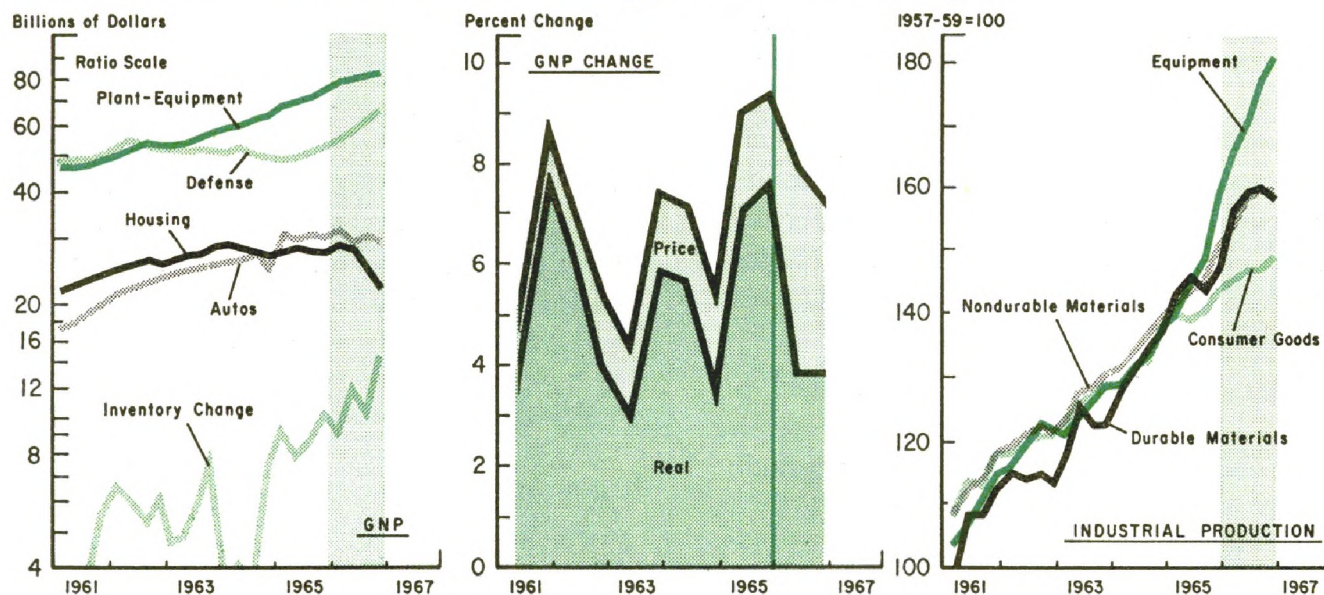 Billions of Dollars
Ratio Scale
80
60
40
20
16
12
8
4
Plant-Equipment
Defense
Housing
Autos
Inventory Change
GNP
1961
1963
1965
1967
Percent Change
GNP CHANGE
10
8
6
4
2
0
Price
Real
1961
1963
1965
1967
1957-59=100
180
160
140
120
100
Equipment
Nondurable Materials
Consumer Goods
Durable Materials
INDUSTRIAL PRODUCTION
1961
1963
1965
1967